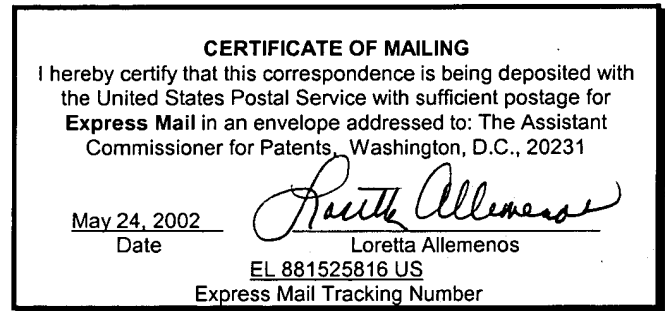 CERTIFICATE OF MAILING
I hereby certify that this correspondence is being deposited with
the United States Postal Service with sufficient postage for
Express Mail in an envelope addressed to: The Assistant
Commissioner for Patents, Washington, D.C., 20231
Loretta Allemenos
May 24, 2002
Date Loretta Allemenos
EL 881525816 US
Express Mail Tracking Number